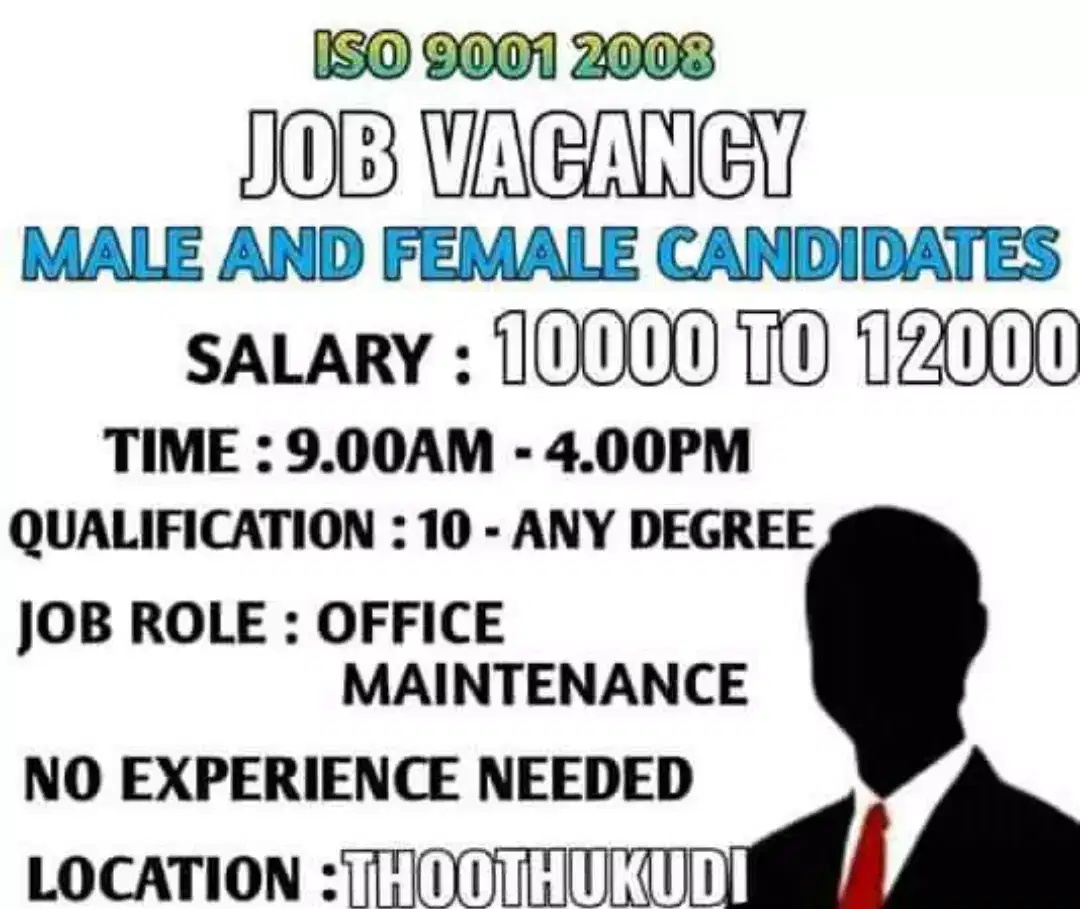 ISO 9001 2008
JOB VACANCY
MALE AND FEMALE CANDIDATES
SALARY : 10000 TO 12000
TIME : 9.00AM - 4.00PM
QUALIFICATION : 10 - ANY DEGREE
JOB ROLE : OFFICE
MAINTENANCE
NO EXPERIENCE NEEDED
LOCATION :THOOTHUKUDI